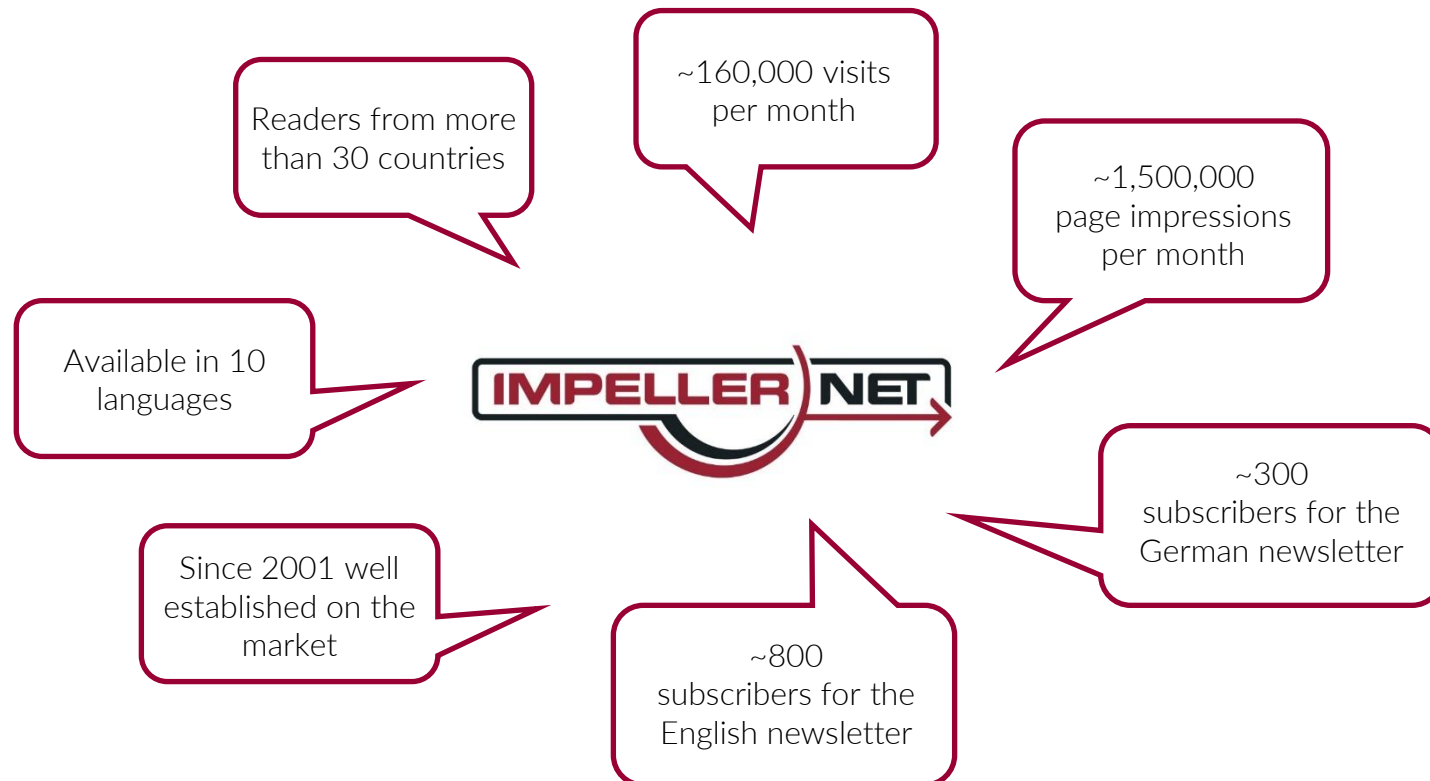 ~160,000 visits
per month
Readers from more
than 30 countries
~1,500,000
page impressions
per month
Available in 10
languages
IMPELLER NET
~300
subscribers for the
German newsletter
Since 2001 well
established on the
market
~800
subscribers for the
English newsletter